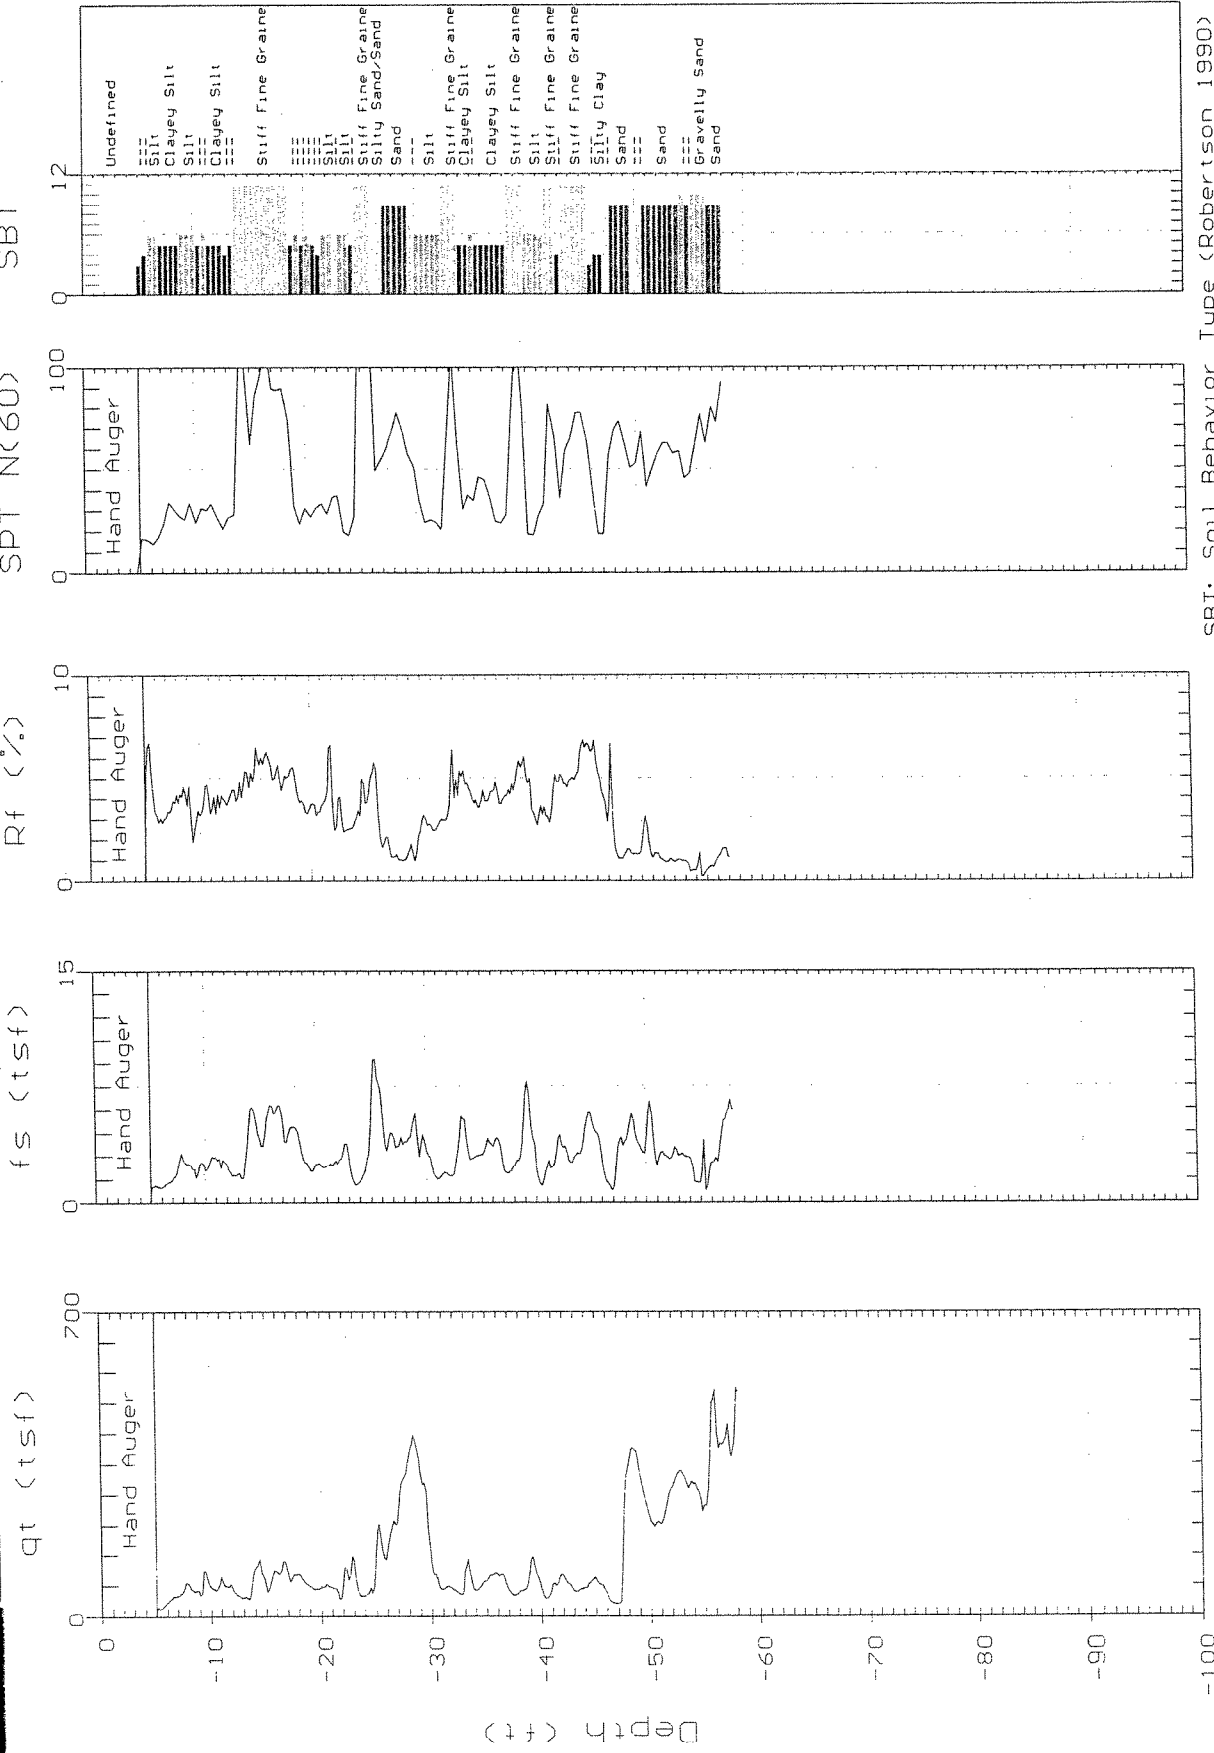 qt (tsf)
0
700
Hand Auger
fs (tsf)
0
15
Hand Auger
Rf (%)
0
10
Hand Auger
SPT N(60)
0
100
Hand Auger
SBT
0
12
Undefined
Silt
Clayey Silt
Silt
Clayey Silt
Stiff Fine Graine
Silt
Silt
Stiff Fine Graine
Silty Sand/Sand
Sand
Silt
Stiff Fine Graine
Clayey Silt
Clayey Silt
Stiff Fine Graine
Silt
Stiff Fine Graine
Stiff Fine Graine
Silty Clay
Sand
Sand
Gravelly Sand
Sand
0
-10
-20
-30
-40
-50
-60
-70
-80
-90
-100
Depth (ft)
SBT: Soil Behavior Type (Robertson 1990)